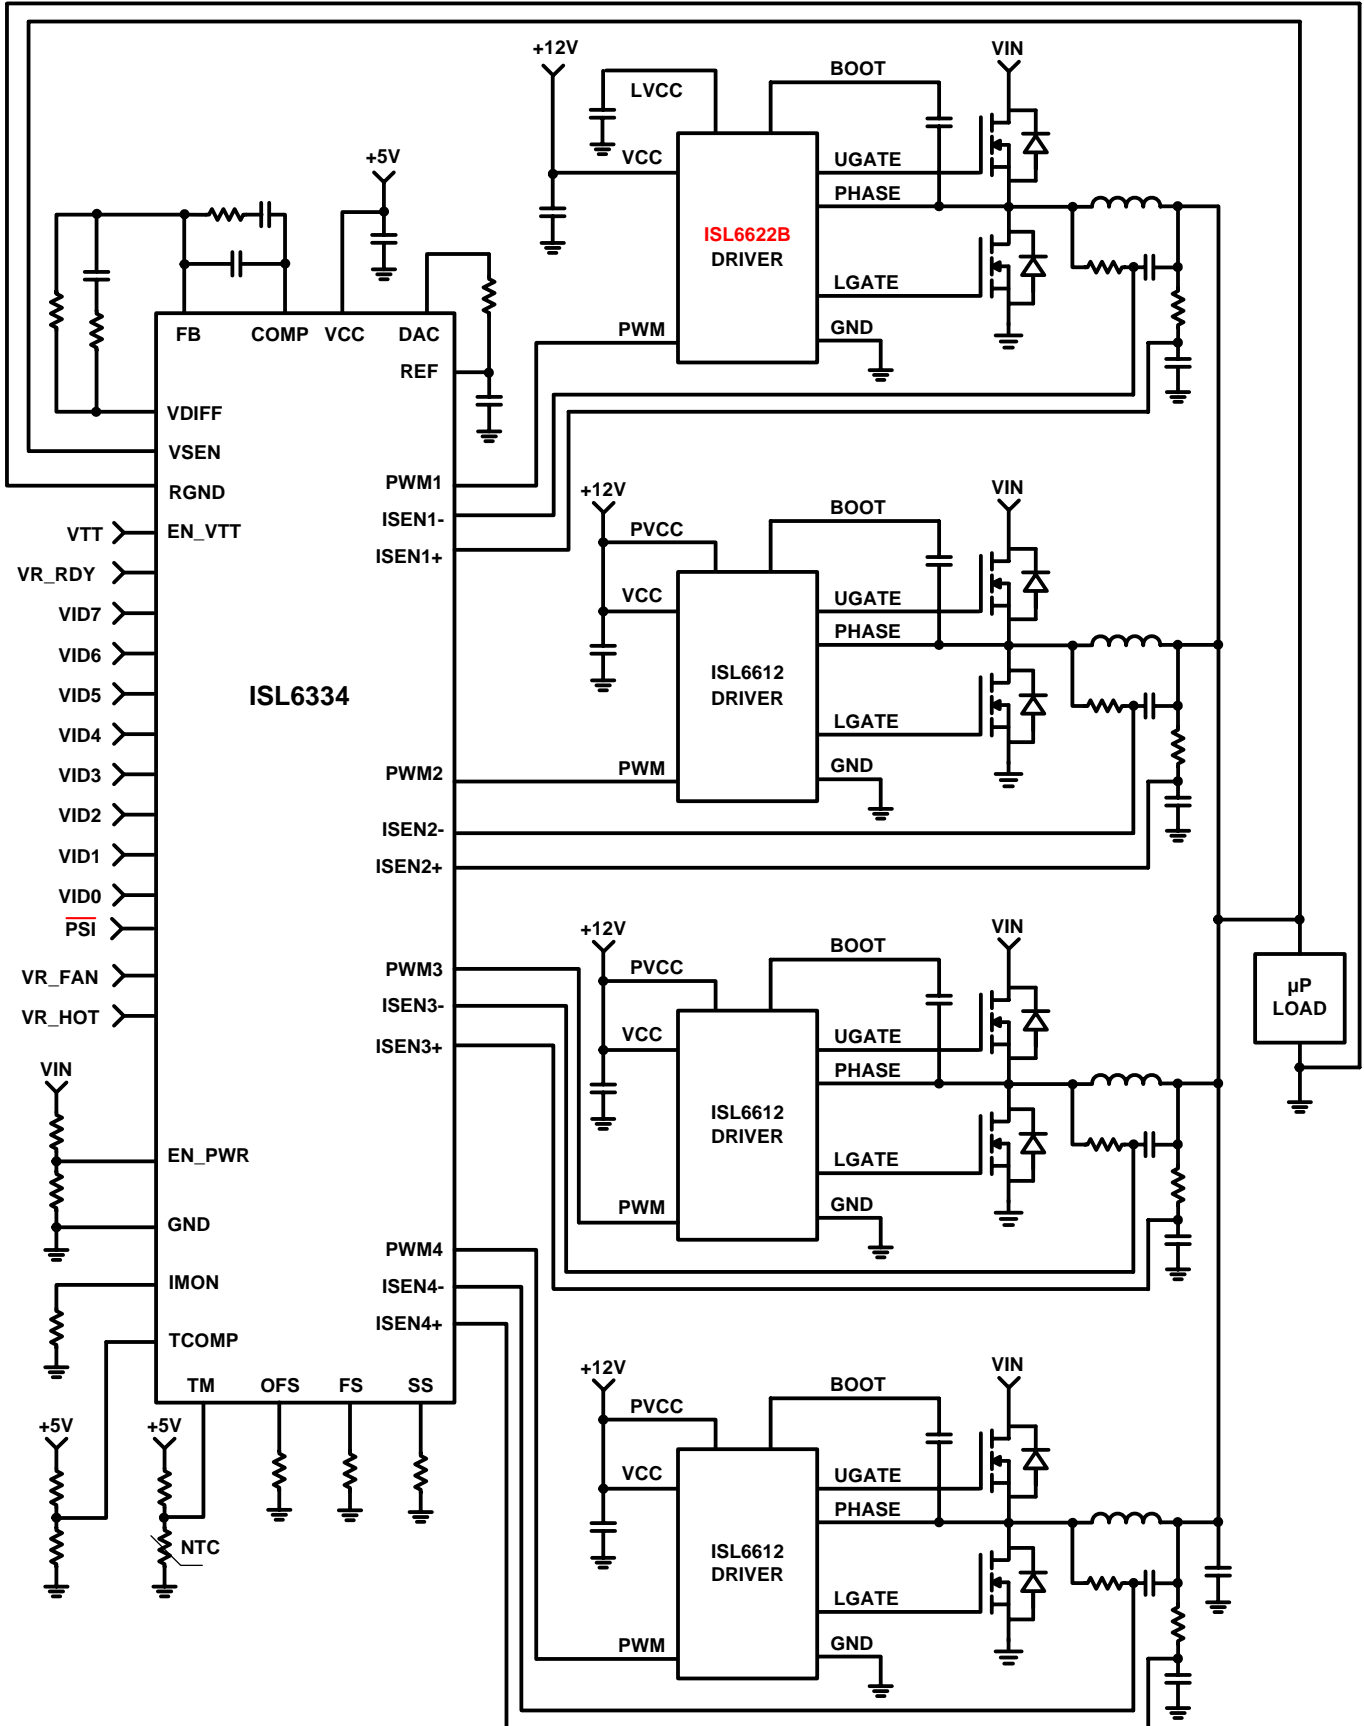 +12V
LVCC
BOOT
VIN
VCC
UGATE
PHASE
ISL6622B
DRIVER
LGATE
PWM
GND
+5V
FB
COMP
VCC
DAC
REF
VDIFF
VSEN
RGND
EN_VTT
VTT
VR_RDY
VID7
VID6
VID5
VID4
VID3
VID2
VID1
VID0
PSI
VR_FAN
VR_HOT
VIN
EN_PWR
GND
IMON
TCOMP
TM
OFS
FS
SS
+5V
+5V
NTC
ISL6334
PWM1
ISEN1-
ISEN1+
PWM2
ISEN2-
ISEN2+
PWM3
ISEN3-
ISEN3+
PWM4
ISEN4-
ISEN4+
+12V
PVCC
BOOT
VIN
VCC
UGATE
PHASE
ISL6612
DRIVER
LGATE
PWM
GND
+12V
PVCC
BOOT
VIN
VCC
UGATE
PHASE
ISL6612
DRIVER
LGATE
PWM
GND
µP
LOAD
+12V
PVCC
BOOT
VIN
VCC
UGATE
PHASE
ISL6612
DRIVER
LGATE
PWM
GND